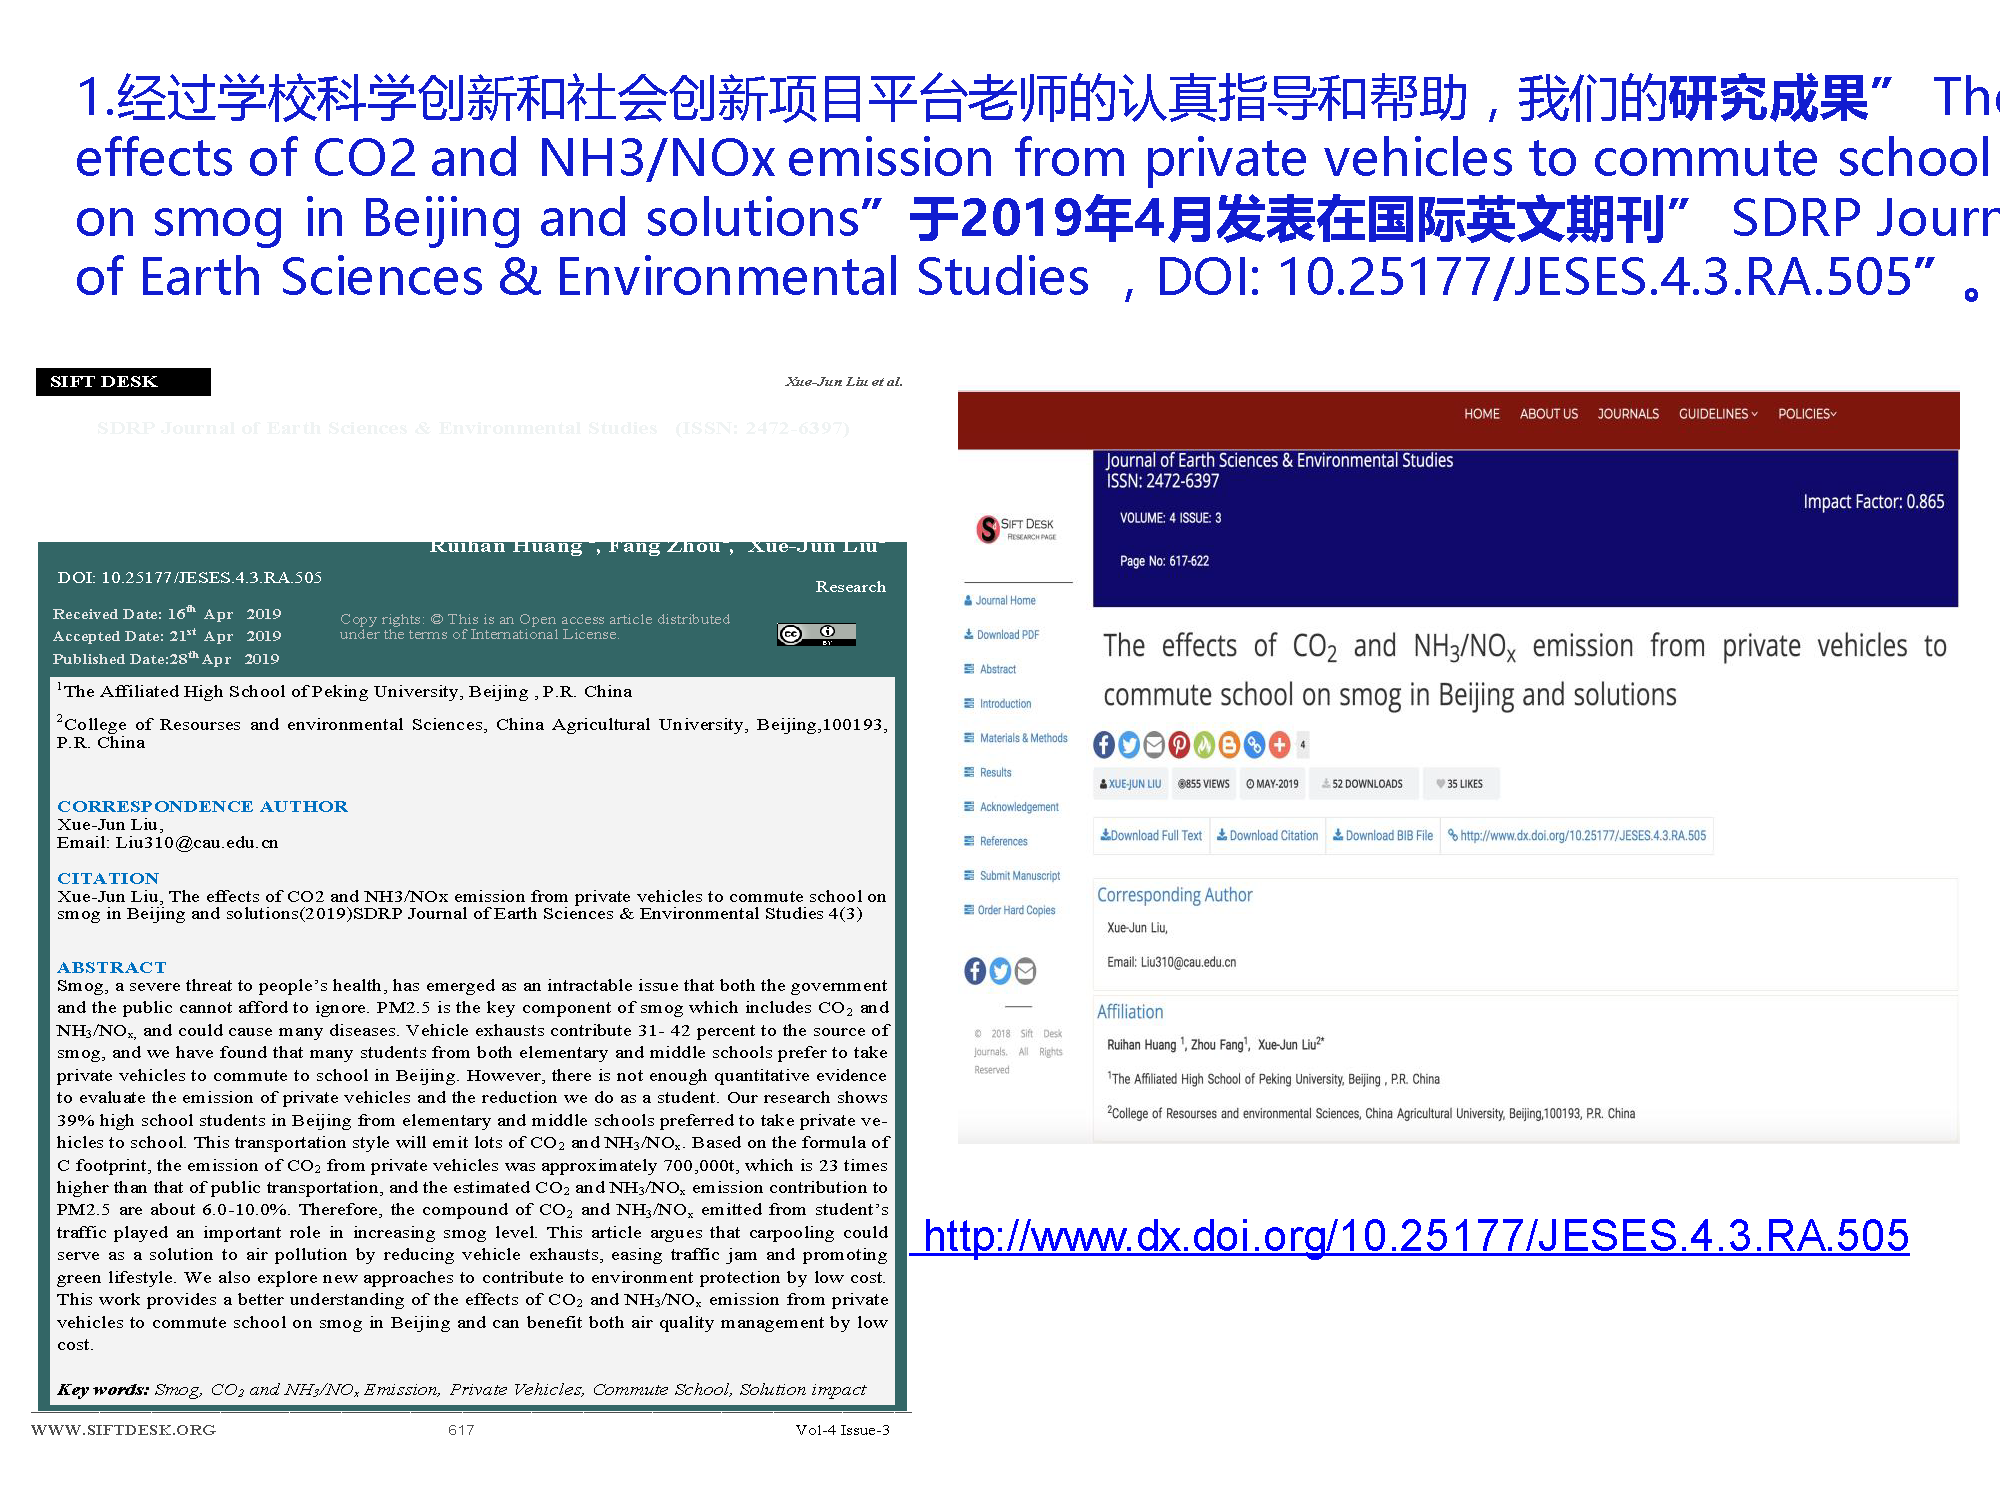 1.经过学校科学创新和社会创新项目平台老师的认真指导和帮助，我们的研究成果” The
effects of CO2 and NH3/NOx emission from private vehicles to commute school
on smog in Beijing and solutions”于2019年4月发表在国际英文期刊” SDRP Journ
of Earth Sciences & Environmental Studies ，DOI: 10.25177/JESES.4.3.RA.505” 。
SIFT DESK
Xue-Jun Liu et al.
SDRP Journal of Earth Sciences & Environmental Studies (ISSN: 2472-6397)
Ruihan Huang , Fang Zhou , Xue-Jun Liu
DOI: 10.25177/JESES.4.3.RA.505
Research
Received Date: 16th Apr 2019
Accepted Date: 21st Apr 2019
Published Date:28th Apr 2019
Copy rights: © This is an Open access article distributed
under the terms of International License.
cc BY
1The Affiliated High School of Peking University, Beijing , P.R. China
2College of Resourses and environmental Sciences, China Agricultural University, Beijing,100193,
P.R. China
CORRESPONDENCE AUTHOR
Xue-Jun Liu,
Email: Liu310@cau.edu.cn
CITATION
Xue-Jun Liu, The effects of CO2 and NH3/NOx emission from private vehicles to commute school on
smog in Beijing and solutions(2019)SDRP Journal of Earth Sciences & Environmental Studies 4(3)
ABSTRACT
Smog, a severe threat to people’s health, has emerged as an intractable issue that both the government
and the public cannot afford to ignore. PM2.5 is the key component of smog which includes CO2 and
NH3/NOx, and could cause many diseases. Vehicle exhausts contribute 31- 42 percent to the source of
smog, and we have found that many students from both elementary and middle schools prefer to take
private vehicles to commute to school in Beijing. However, there is not enough quantitative evidence
to evaluate the emission of private vehicles and the reduction we do as a student. Our research shows
39% high school students in Beijing from elementary and middle schools preferred to take private ve-
hicles to school. This transportation style will emit lots of CO2 and NH3/NOx. Based on the formula of
C footprint, the emission of CO2 from private vehicles was approximately 700,000t, which is 23 times
higher than that of public transportation, and the estimated CO2 and NH3/NOx emission contribution to
PM2.5 are about 6.0-10.0%. Therefore, the compound of CO2 and NH3/NOx emitted from student’s
traffic played an important role in increasing smog level. This article argues that carpooling could
serve as a solution to air pollution by reducing vehicle exhausts, easing traffic jam and promoting
green lifestyle. We also explore new approaches to contribute to environment protection by low cost.
This work provides a better understanding of the effects of CO2 and NH3/NOx emission from private
vehicles to commute school on smog in Beijing and can benefit both air quality management by low
cost.
Key words: Smog, CO2 and NH3/NOx Emission, Private Vehicles, Commute School, Solution impact
WWW.SIFTDESK.ORG
617
Vol-4 Issue-3
HOME ABOUT US JOURNALS GUIDELINES POLICIES
Journal of Earth Sciences & Environmental Studies
ISSN: 2472-6397
Impact Factor: 0.865
VOLUME: 4 ISSUE: 3
Page No: 617-622
S SIFT DESK
RESEARCH PAGE
Journal Home
Download PDF
Abstract
Introduction
Materials & Methods
Results
Acknowledgement
References
Submit Manuscript
Order Hard Copies
© 2018 Sift Desk
Journals. All Rights
Reserved
The effects of CO2 and NH3/NOx emission from private vehicles to
commute school on smog in Beijing and solutions
4
XUE-JUN LIU 855 VIEWS MAY-2019 52 DOWNLOADS 35 LIKES
Download Full Text Download Citation Download BIB File http://www.dx.doi.org/10.25177/JESES.4.3.RA.505
Corresponding Author
Xue-Jun Liu,
Email: Liu310@cau.edu.cn
Affiliation
Ruihan Huang 1, Zhou Fang1, Xue-Jun Liu2*
1The Affiliated High School of Peking University, Beijing , P.R. China
2College of Resourses and environmental Sciences, China Agricultural University, Beijing,100193, P.R. China
http://www.dx.doi.org/10.25177/JESES.4.3.RA.505